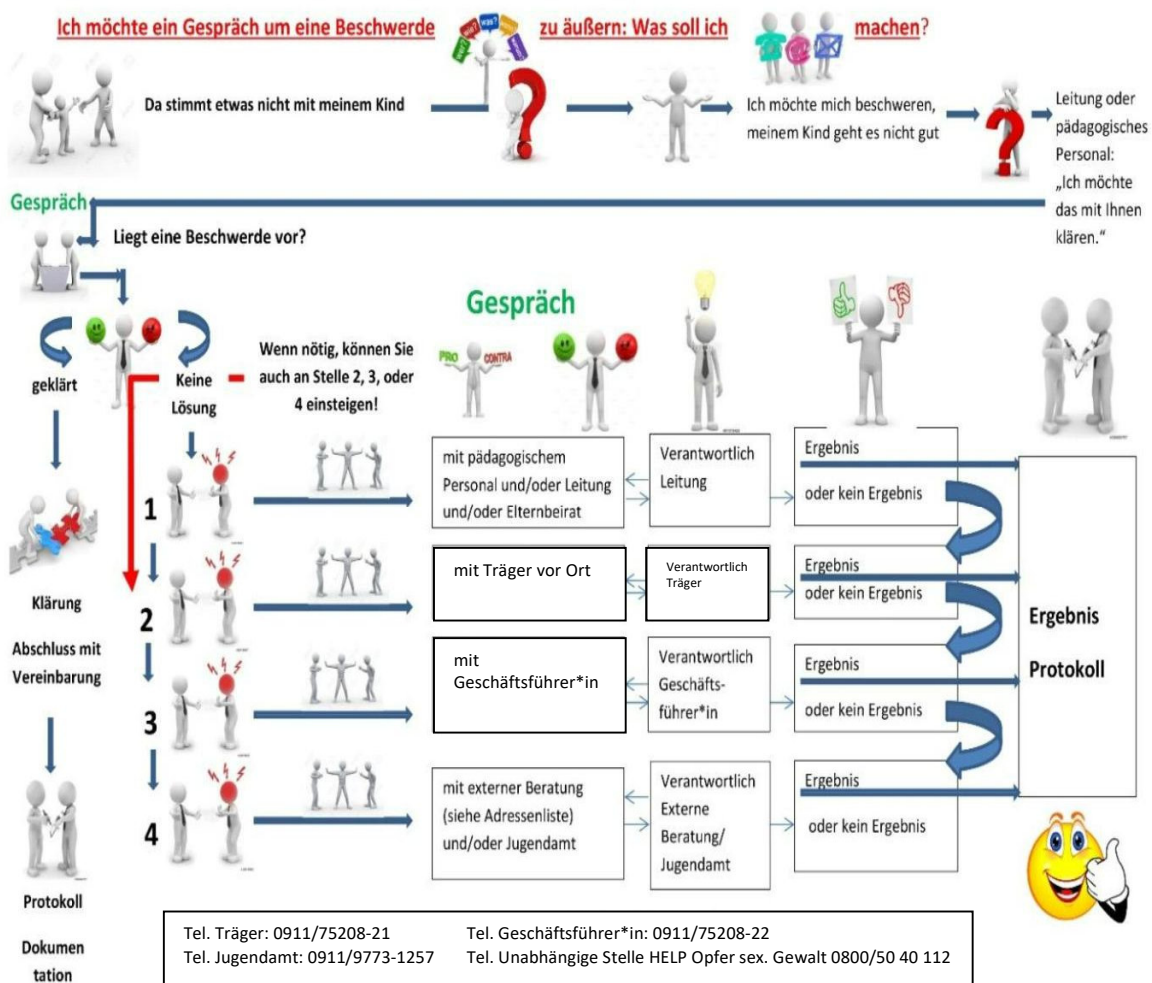 Ich möchte ein Gespräch um eine Beschwerde zu äußern: Was soll ich machen?
was?
Da stimmt etwas nicht mit meinem Kind
Ich möchte mich beschweren,
meinem Kind geht es nicht gut
Leitung oder
pädagogisches
Personal:
„Ich möchte
das mit Ihnen
klären.“
Gespräch
Liegt eine Beschwerde vor?
geklärt
Keine
Lösung
Wenn nötig, können Sie
auch an Stelle 2, 3, oder
4 einsteigen!
Klärung
Abschluss mit
Vereinbarung
Protokoll
Dokumen
tation
Gespräch
PRO CONTRA
1
mit pädagogischem
Personal und/oder Leitung
und/oder Elternbeirat
Verantwortlich
Leitung
Ergebnis
oder kein Ergebnis
2
mit Träger vor Ort
Verantwortlich
Träger
Ergebnis
oder kein Ergebnis
3
mit
Geschäftsführer*in
Verantwortlich
Geschäfts-
führer*in
Ergebnis
oder kein Ergebnis
4
mit externer Beratung
(siehe Adressenliste)
und/oder Jugendamt
Verantwortlich
Externe
Beratung/
Jugendamt
Ergebnis
oder kein Ergebnis
Ergebnis
Protokoll
Tel. Träger: 0911/75208-21 Tel. Geschäftsführer*in: 0911/75208-22
Tel. Jugendamt: 0911/9773-1257 Tel. Unabhängige Stelle HELP Opfer sex. Gewalt 0800/50 40 112